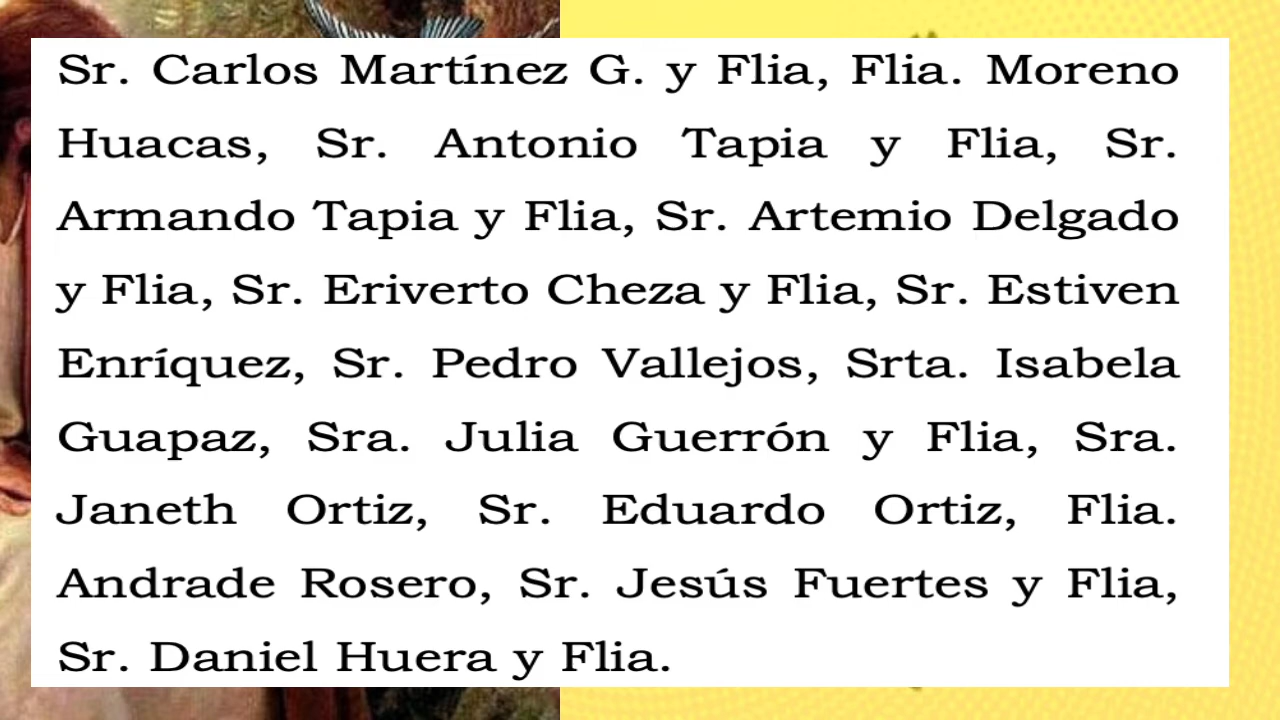 Sr. Carlos Martínez G. y Flia, Flia. Moreno
Huacas, Sr. Antonio Tapia y Flia, Sr.
Armando Tapia y Flia, Sr. Artemio Delgado
y Flia, Sr. Eriverto Cheza y Flia, Sr. Estiven
Enríquez, Sr. Pedro Vallejos, Srta. Isabela
Guapaz, Sra. Julia Guerrón y Flia, Sra.
Janeth Ortiz, Sr. Eduardo Ortiz, Flia.
Andrade Rosero, Sr. Jesús Fuertes y Flia,
Sr. Daniel Huera y Flia.